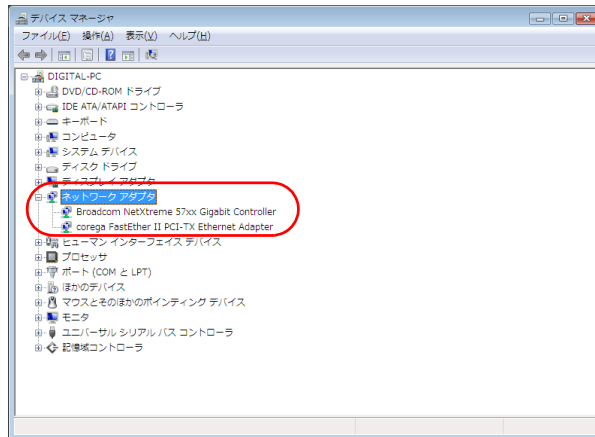 デバイス マネージャ
ファイル(F) 操作(A) 表示(V) ヘルプ(H)
DIGITAL-PC
DVD/CD-ROM ドライブ
IDE ATA/ATAPI コントローラ
キーボード
コンピュータ
システム デバイス
ディスク ドライブ
ディスプレイ アダプタ
ネットワーク アダプタ
Broadcom NetXtreme 57xx Gigabit Controller
corega FastEther II PCI-TX Ethernet Adapter
ヒューマン インターフェイス デバイス
プロセッサ
ポート (COM と LPT)
ほかのデバイス
マウスとそのほかのポインティング デバイス
モニタ
ユニバーサル シリアル バス コントローラ
記憶域コントローラ